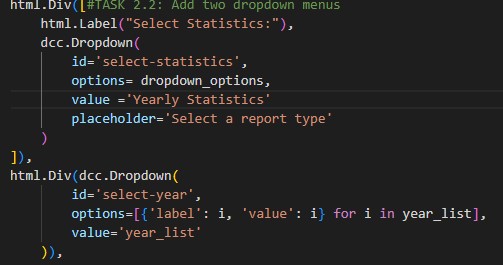 html.Div([#TASK 2.2: Add two dropdown menus
html.Label("Select Statistics:"),
dcc.Dropdown(
id='select-statistics',
options= dropdown_options,
value ='Yearly Statistics'
placeholder='Select a report type'
)
]),
html.Div(dcc.Dropdown(
id='select-year',
options=[{'label': i, 'value': i} for i in year_list],
value='year_list'
)),